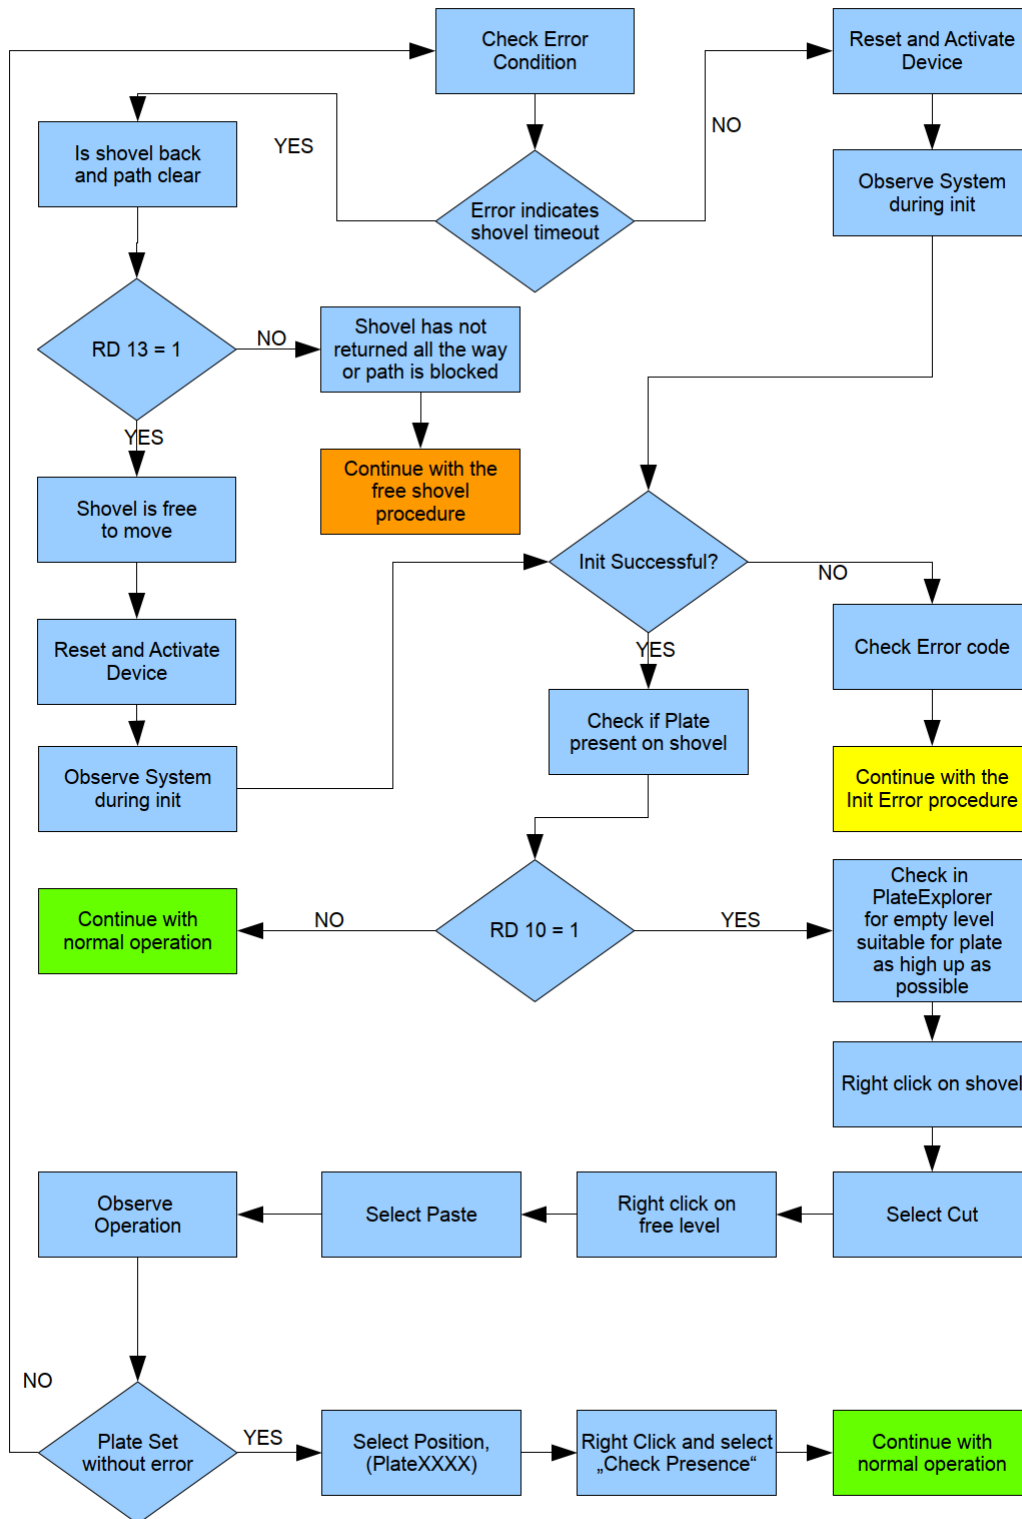 Check Error
Condition
Reset and Activate
Device
NO
YES
Is shovel back
and path clear
Error indicates
shovel timeout
Observe System
during init
RD 13 = 1
NO
Shovel has not
returned all the way
or path is blocked
YES
Continue with the
free shovel
procedure
Shovel is free
to move
Init Successful?
NO
Reset and Activate
Device
YES
Check Error code
Check if Plate
present on shovel
Observe System
during init
Continue with the
Init Error procedure
Continue with
normal operation
NO
RD 10 = 1
YES
Check in
PlateExplorer
for empty level
suitable for plate
as high up as
possible
Right click on shovel
Observe
Operation
Select Paste
Right click on
free level
Select Cut
NO
Plate Set
without error
YES
Select Position,
(PlateXXXX)
Right Click and select
„Check Presence“
Continue with
normal operation